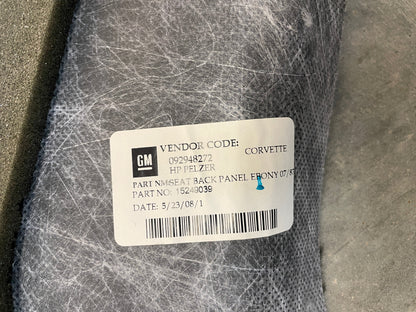 GM
VENDOR CODE:
092948272 CORVETTE
HP PELZER
PART NM:SEAT BACK PANEL EBONY 07/87
PART NO: 15249039
DATE: 5/23/08/1